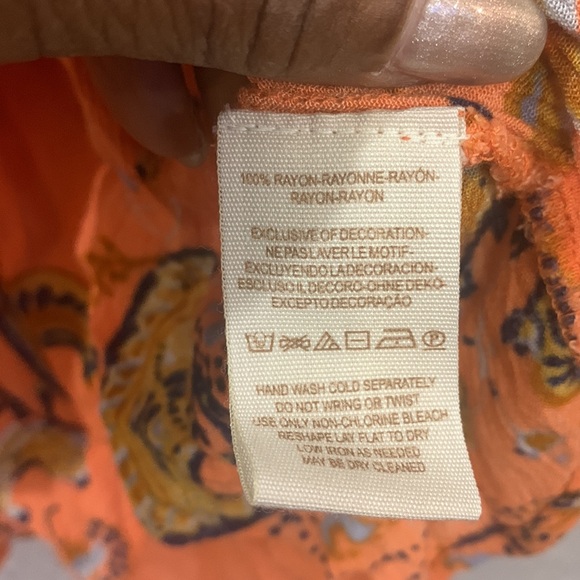 100% RAYON-RAYONNE-RAYÓN-
RAYON-RAYON
EXCLUSIVE OF DECORATION-
NE PAS LAVER LE MOTIF-
EXCLUYENDO LA DECORACION-
ESCLUSO IL DECORO-OHNE DEKO-
EXCEPTO DECORAÇÃO
HAND WASH COLD SEPARATELY
DO NOT WRING OR TWIST
USE ONLY NON-CHLORINE BLEACH
RESHAPE LAY FLAT TO DRY
LOW IRON AS NEEDED
MAY BE DRY CLEANED